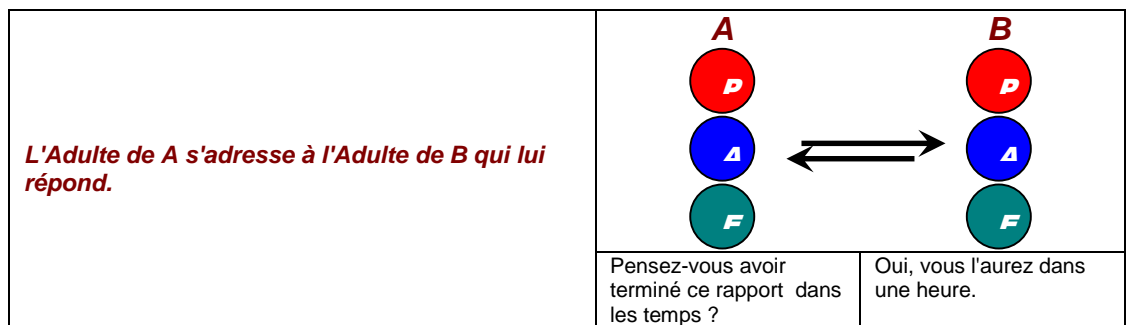 L'Adulte de A s'adresse à l'Adulte de B qui lui
répond.
A
B
P
P
A
A
F
F
Pensez-vous avoir
terminé ce rapport dans
les temps ?
Oui, vous l'aurez dans
une heure.